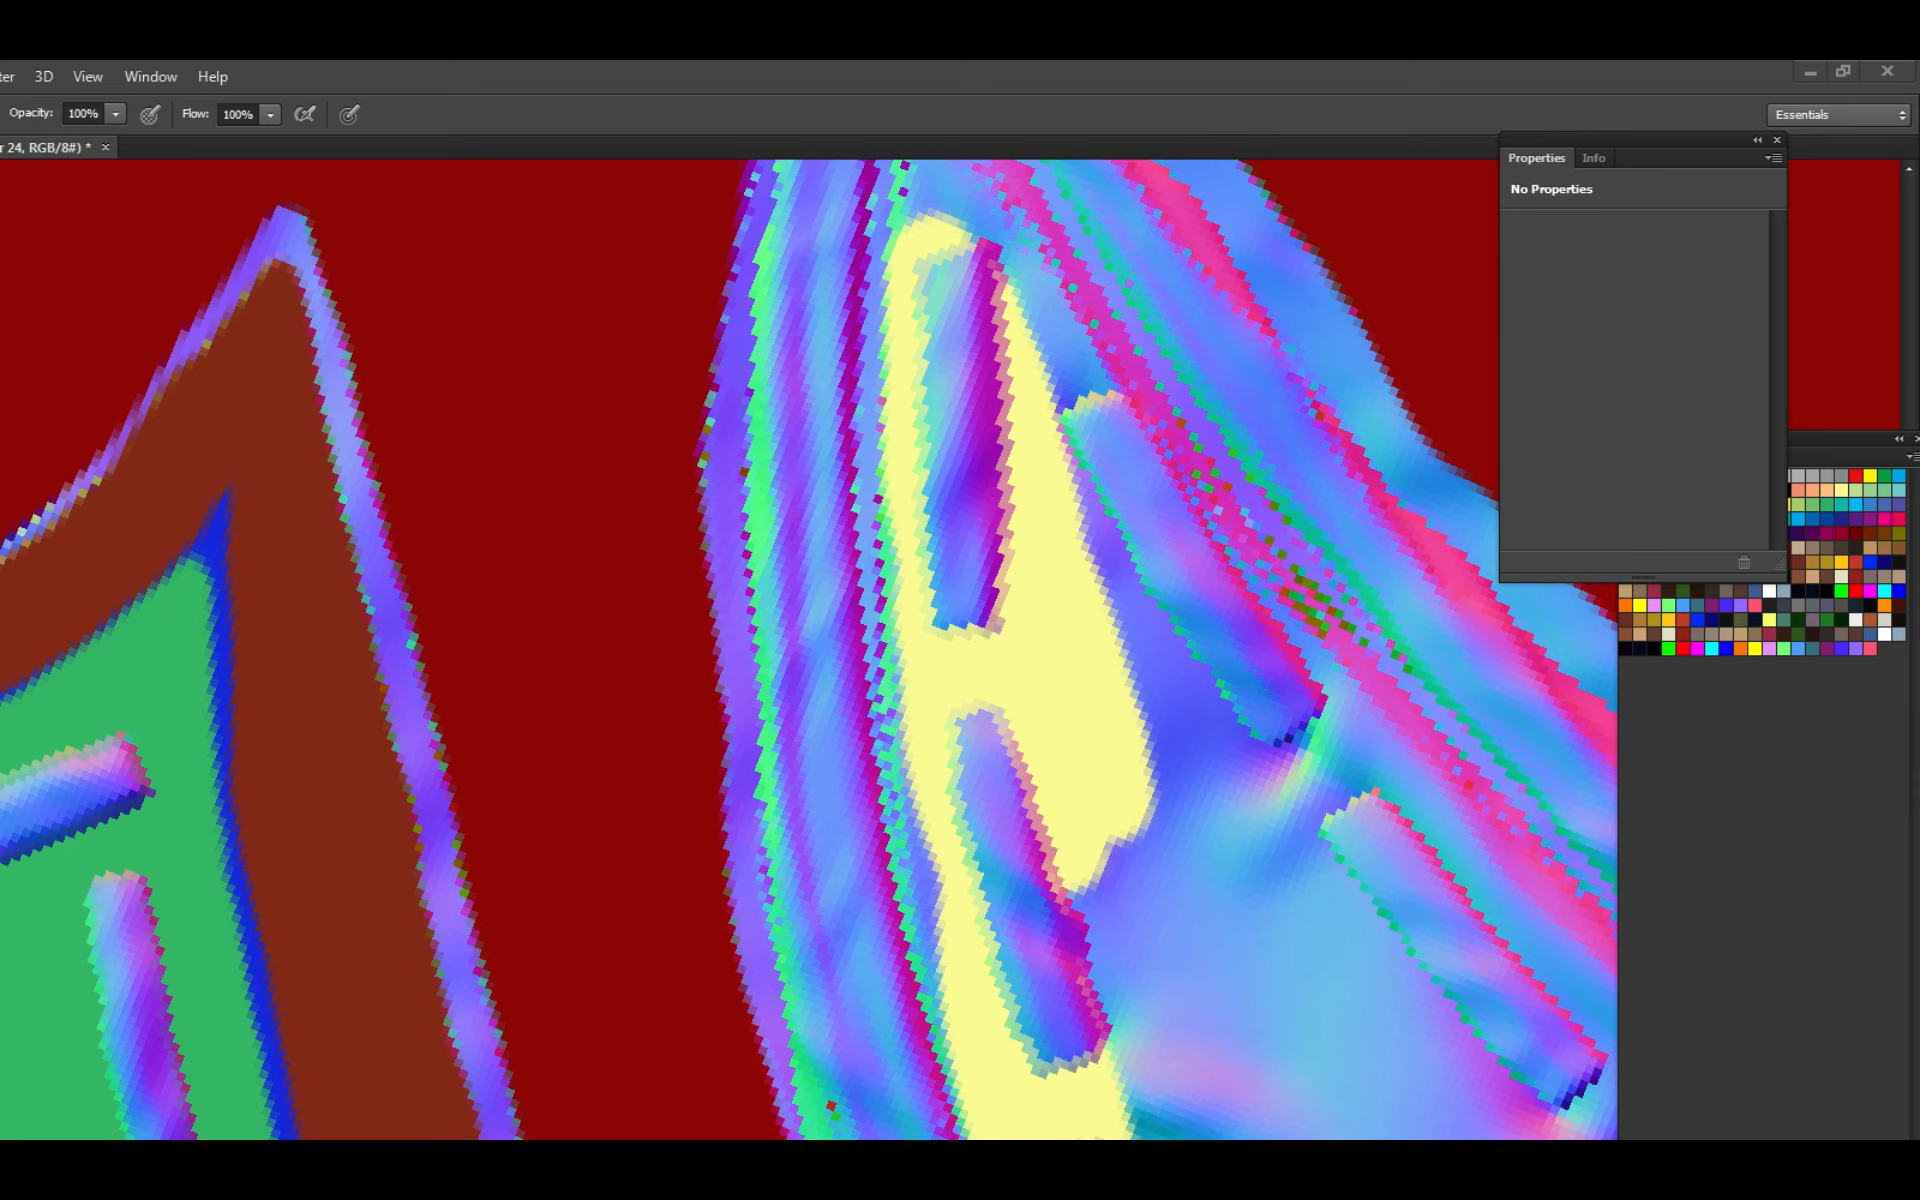 ter 3D View Window Help
Opacity: 100% Flow: 100% Essentials
r 24, RGB/8#) * ×
Properties Info
No Properties